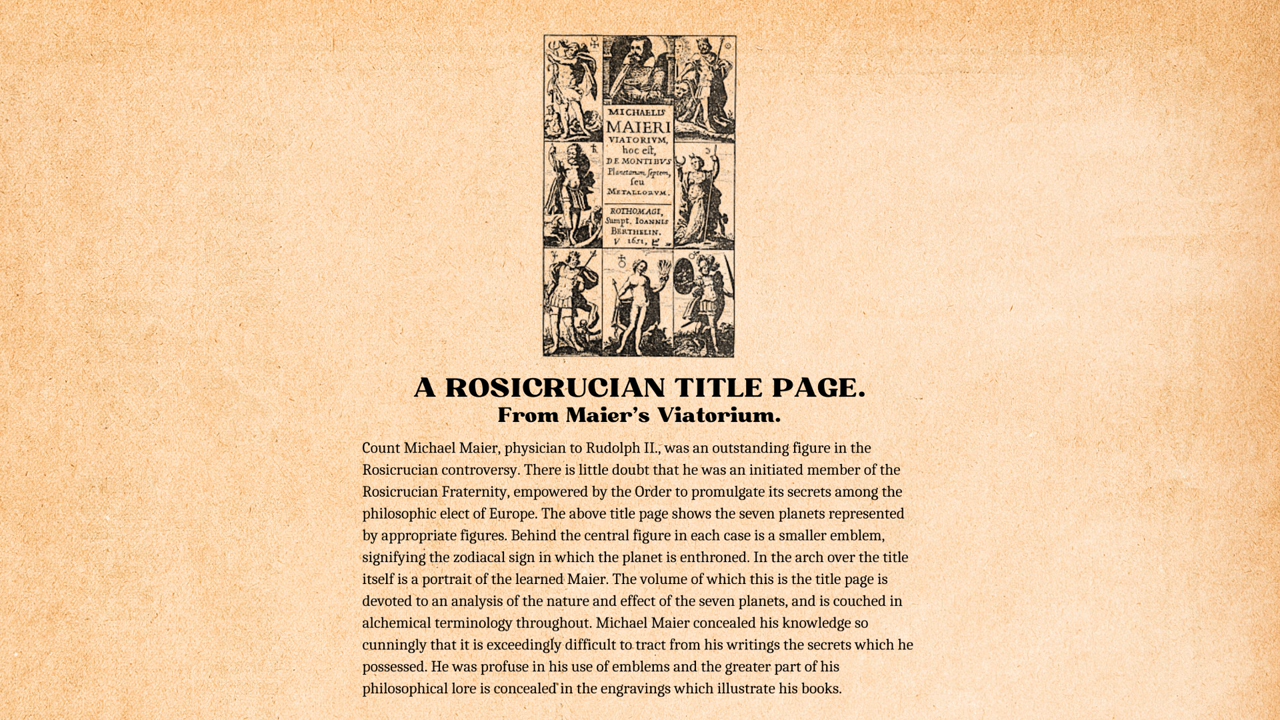 MICHAELIS
MAIERI
VIATORIVM,
hoc est,
DE MONTIBVS
Planetarum septem,
seu
METALLORVM.
ROTHOMAGI,
Sumpt. IOANNIS
BERTHELIN.
1651,
A ROSICRUCIAN TITLE PAGE.
From Maier's Viatorium.
Count Michael Maier, physician to Rudolph II., was an outstanding figure in the
Rosicrucian controversy. There is little doubt that he was an initiated member of the
Rosicrucian Fraternity, empowered by the Order to promulgate its secrets among the
philosophic elect of Europe. The above title page shows the seven planets represented
by appropriate figures. Behind the central figure in each case is a smaller emblem,
signifying the zodiacal sign in which the planet is enthroned. In the arch over the title
itself is a portrait of the learned Maier. The volume of which this is the title page is
devoted to an analysis of the nature and effect of the seven planets, and is couched in
alchemical terminology throughout. Michael Maier concealed his knowledge so
cunningly that it is exceedingly difficult to tract from his writings the secrets which he
possessed. He was profuse in his use of emblems and the greater part of his
philosophical lore is concealed in the engravings which illustrate his books.